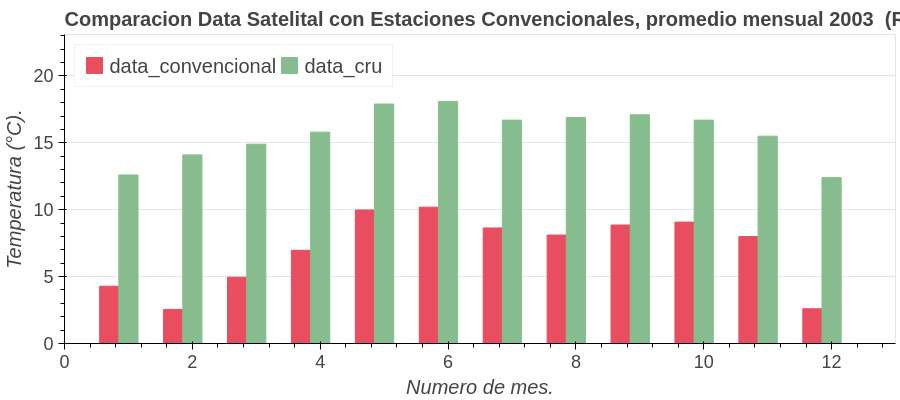 Comparacion Data Satelital con Estaciones Convencionales, promedio mensual 2003 (R
data_convencional data_cru
Temperatura (°C).
20
15
10
5
0
0 2 4 6 8 10 12
Numero de mes.